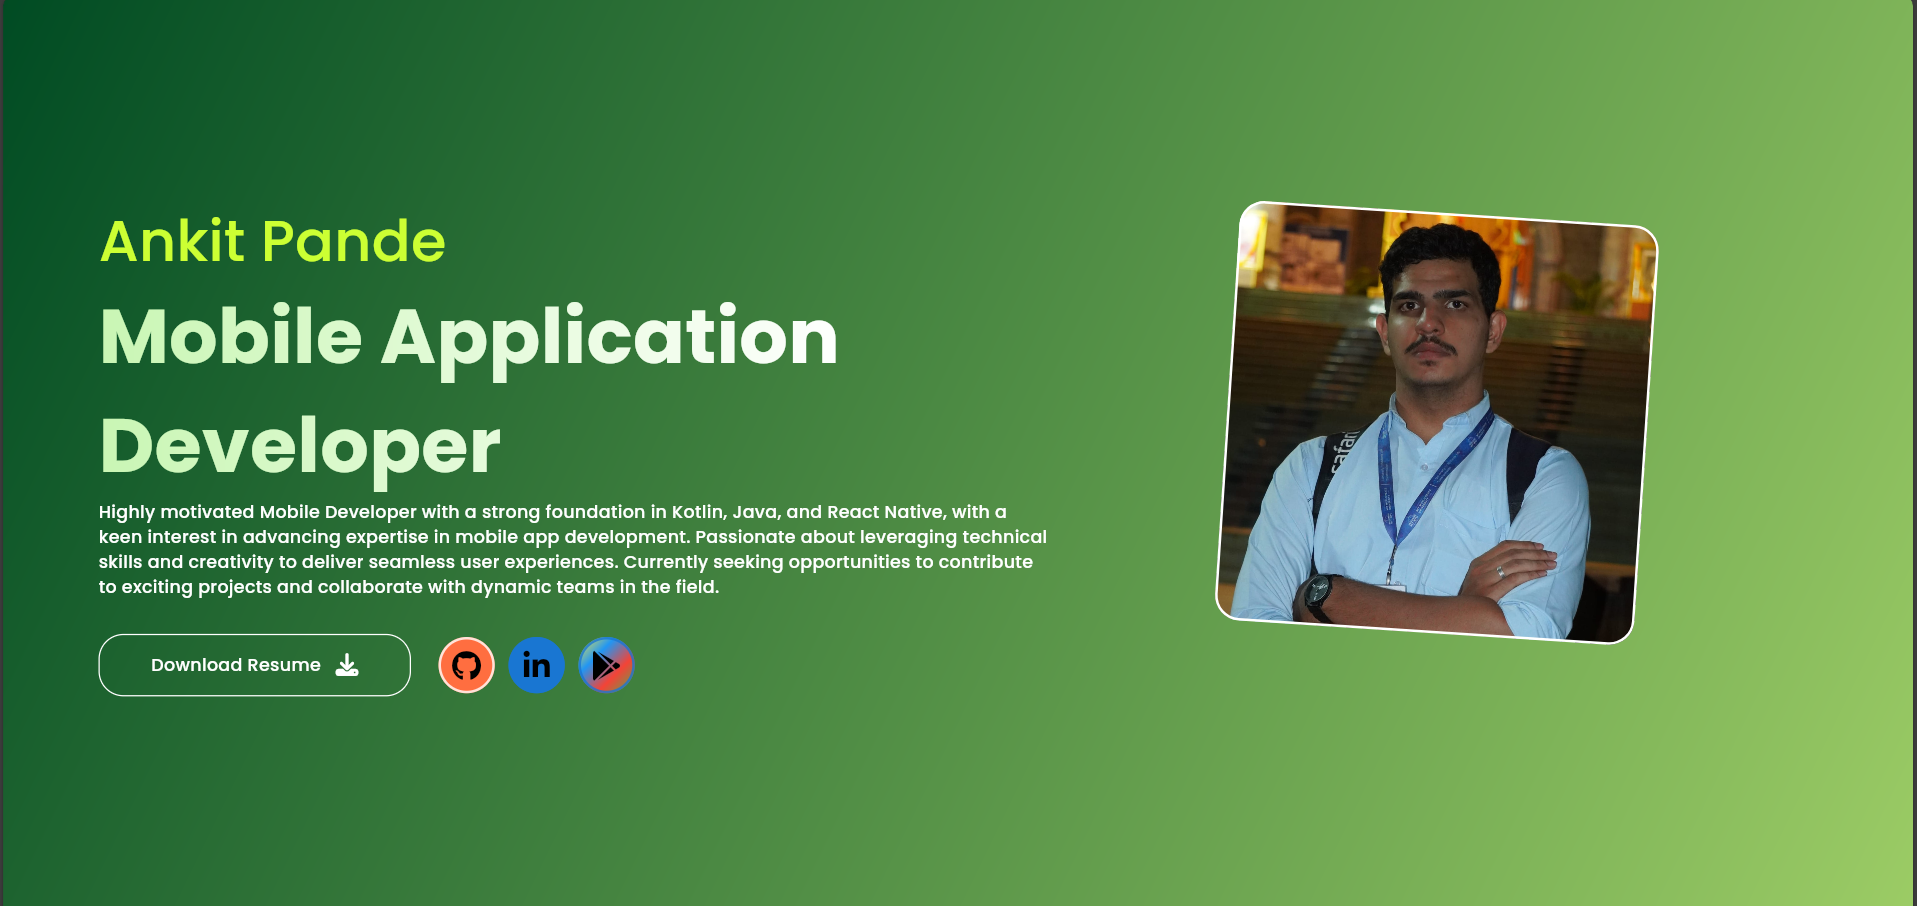 Ankit Pande
Mobile Application
Developer
Highly motivated Mobile Developer with a strong foundation in Kotlin, Java, and React Native, with a
keen interest in advancing expertise in mobile app development. Passionate about leveraging technical
skills and creativity to deliver seamless user experiences. Currently seeking opportunities to contribute
to exciting projects and collaborate with dynamic teams in the field.
Download Resume
in
safari